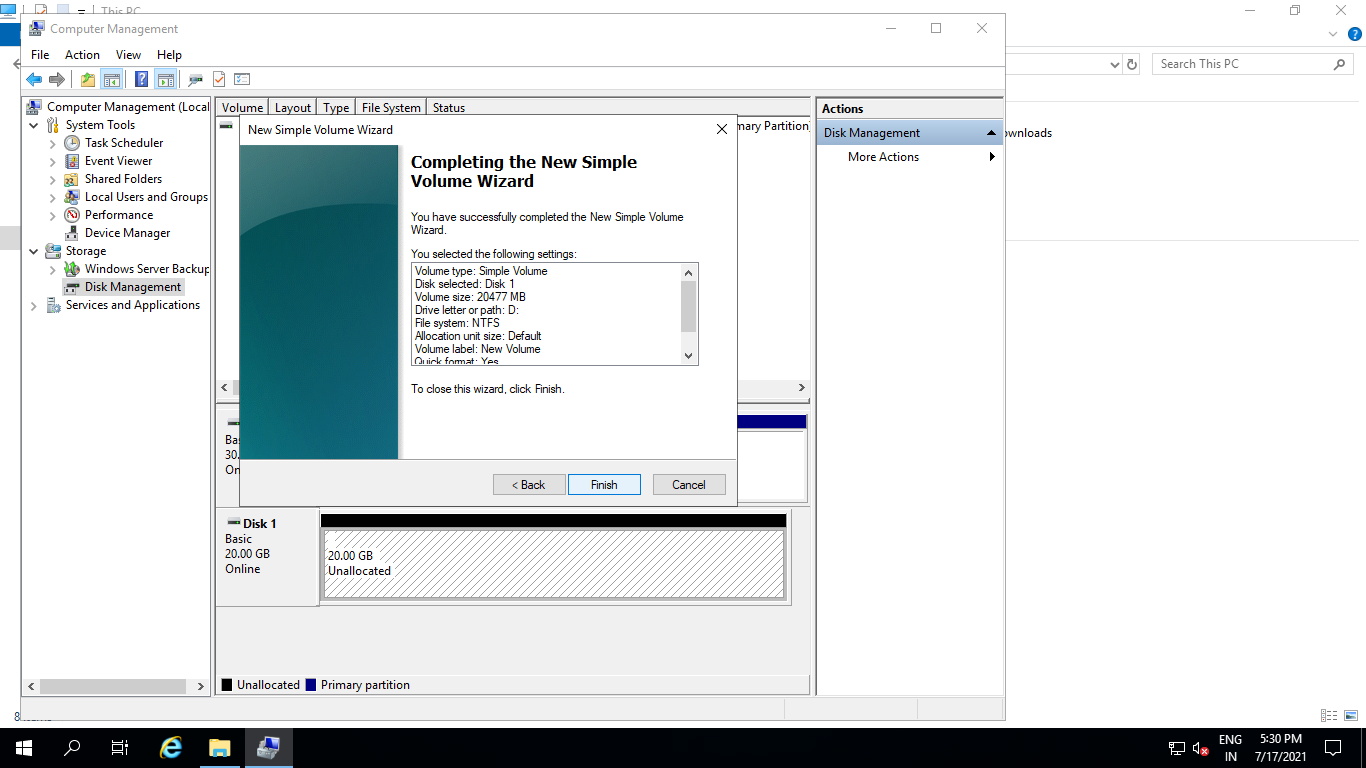 This PC
Computer Management
File Action View Help
Search This PC
Computer Management (Local
System Tools
Task Scheduler
Event Viewer
Shared Folders
Local Users and Groups
Performance
Device Manager
Storage
Windows Server Backup
Disk Management
Services and Applications
Volume Layout Type File System Status
mary Partition
New Simple Volume Wizard
Completing the New Simple
Volume Wizard
You have successfully completed the New Simple Volume
Wizard.
You selected the following settings:
Volume type: Simple Volume
Disk selected: Disk 1
Volume size: 20477 MB
Drive letter or path: D:
File system: NTFS
Allocation unit size: Default
Volume label: New Volume
Quick format: Yes
To close this wizard, click Finish.
< Back Finish Cancel
Bas
30.
On
Disk 1
Basic
20.00 GB
Online
20.00 GB
Unallocated
Unallocated Primary partition
Actions
Disk Management
More Actions
ownloads
ENG
IN
5:30 PM
7/17/2021